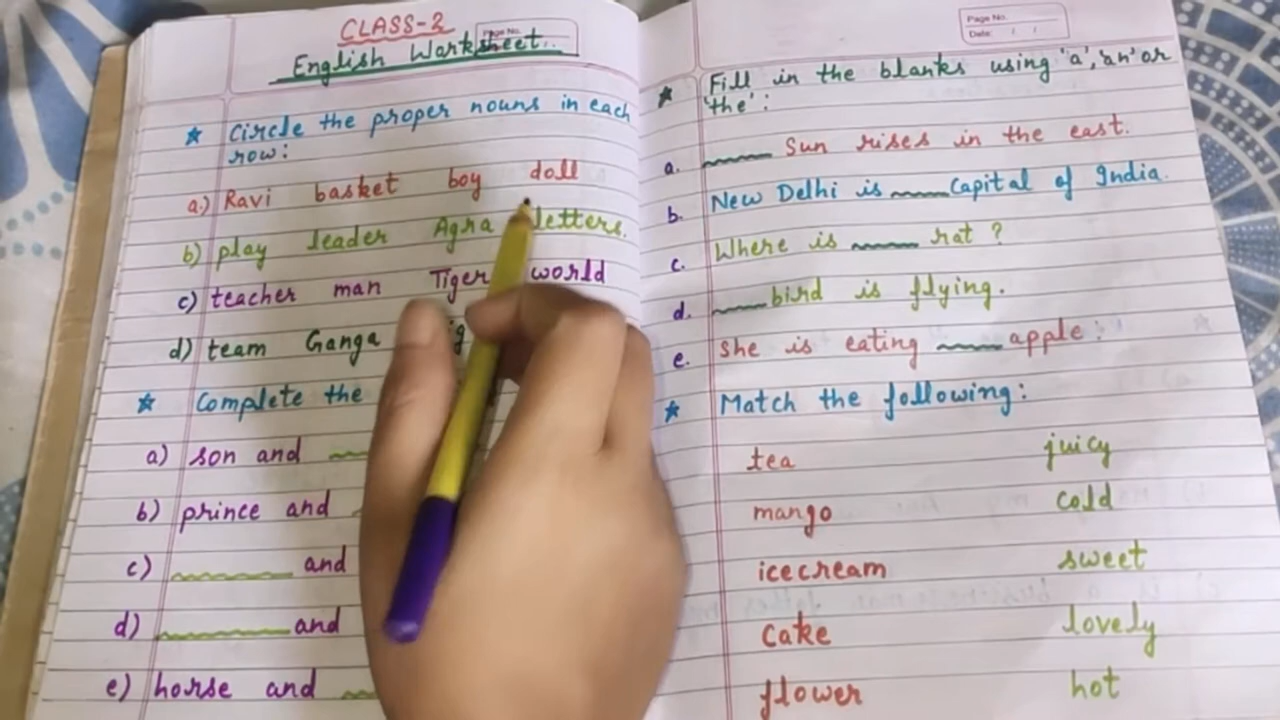 CLASS-2
English Worksheet..
★ Circle the proper nouns in each
row:
a.) Ravi basket boy doll
b) play leader Agra letters.
c) teacher man Tiger world
d) team Ganga
★ Complete the
a) son and
b) prince and
c) and
d) and
e) horse and
Page No.
Date: / /
★ Fill in the blanks using 'a', 'an' or
'the':
a. Sun rises in the east.
b. New Delhi is Capital of India.
c. Where is rat ?
d. bird is flying.
e. She is eating apple:
★ Match the following:
tea juicy
mango cold
icecream sweet
cake lovely
flower hot